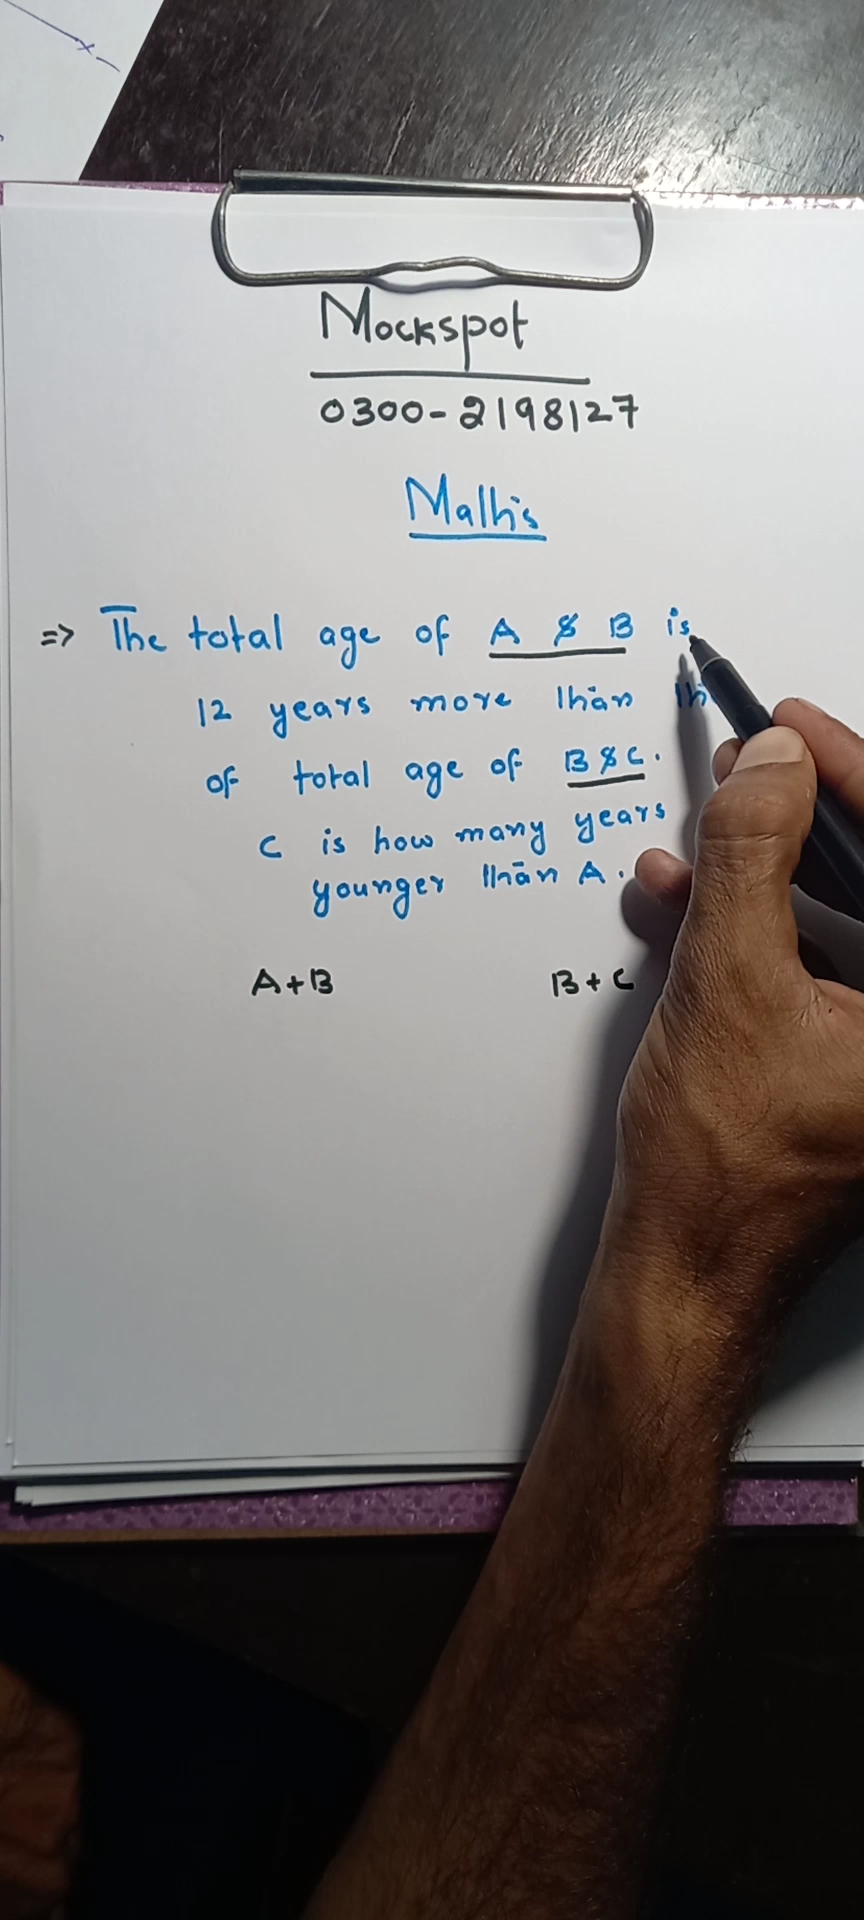 Mockspot
0300-2198127
Maths
=> The total age of A & B is
12 years more than
of total age of B & C.
C is how many years
younger than A.
A+B B+C